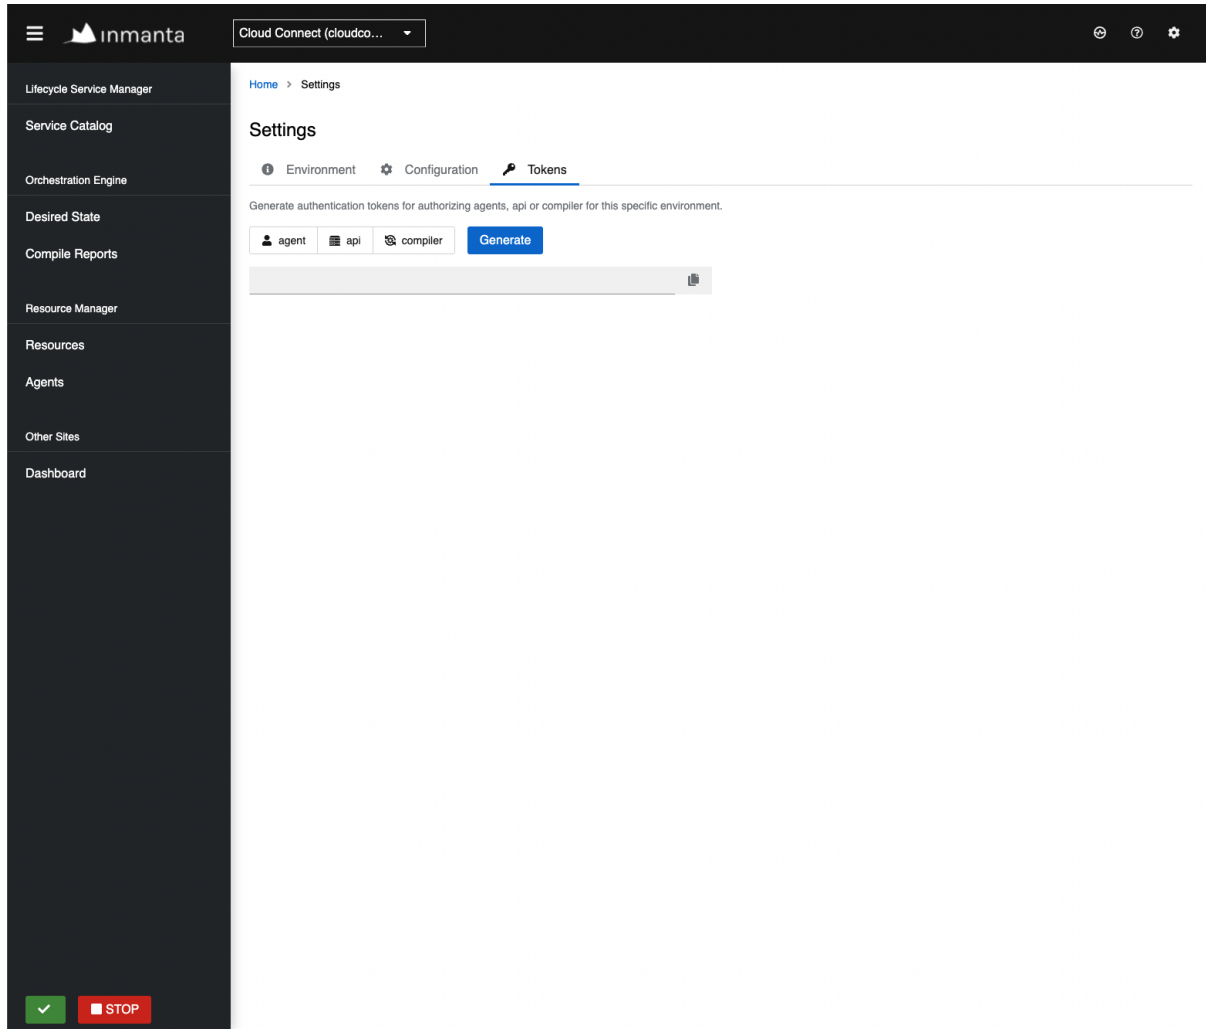 inmanta
Cloud Connect (cloudco...
Lifecycle Service Manager
Service Catalog
Orchestration Engine
Desired State
Compile Reports
Resource Manager
Resources
Agents
Other Sites
Dashboard
STOP
Home > Settings
Settings
Environment Configuration Tokens
Generate authentication tokens for authorizing agents, api or compiler for this specific environment.
agent api compiler Generate